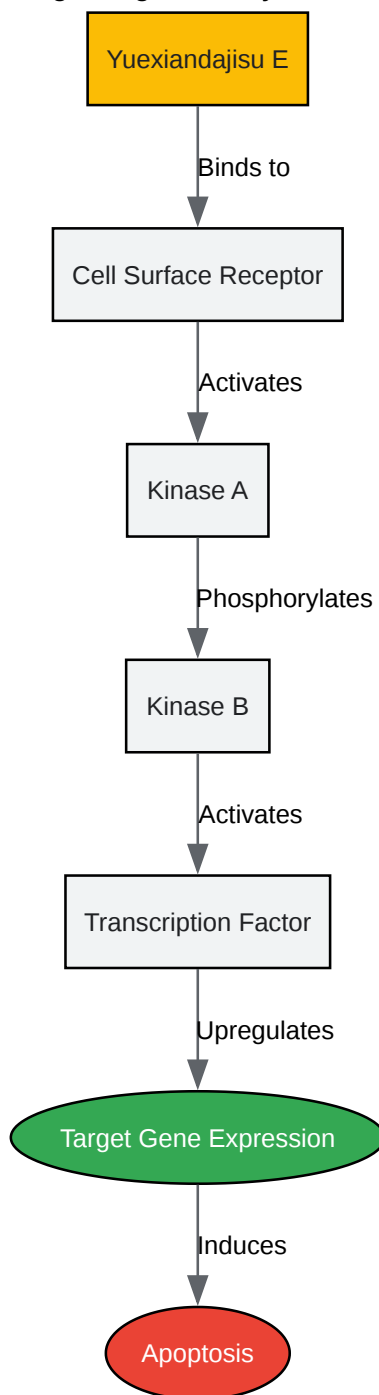 Yuexiandajisu E
Binds to
Cell Surface Receptor
Activates
Kinase A
Phosphorylates
Kinase B
Activates
Transcription Factor
Upregulates
Target Gene Expression
Induces
Apoptosis